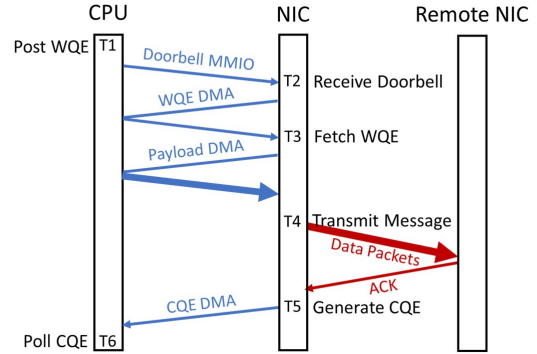 CPU NIC Remote NIC
Post WQE T1
Doorbell MMIO
T2 Receive Doorbell
WQE DMA
T3 Fetch WQE
Payload DMA
T4 Transmit Message
Data Packets
ACK
CQE DMA
T5 Generate CQE
Poll CQE T6